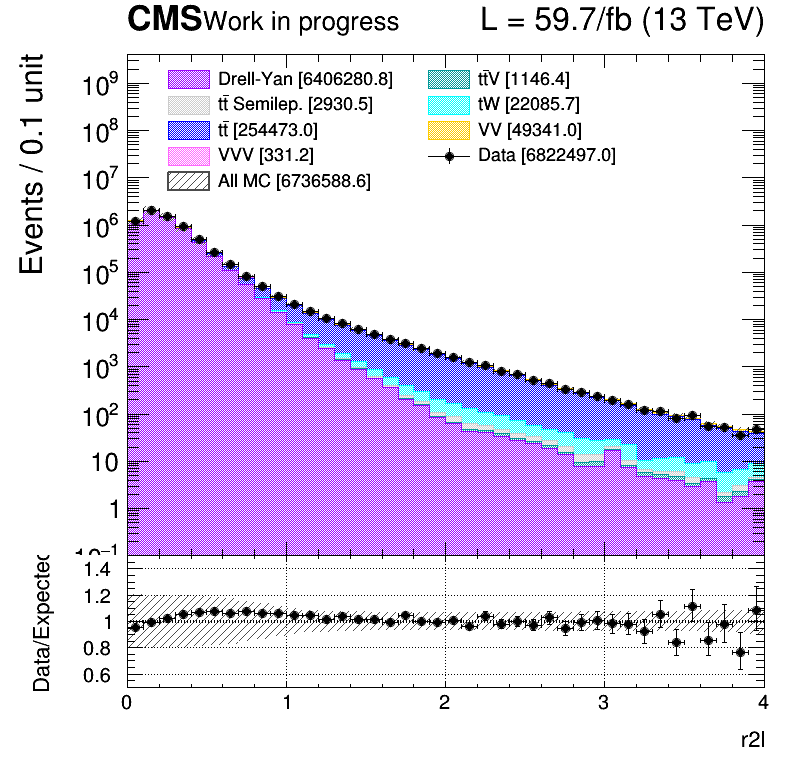 CMS Work in progress L = 59.7/fb (13 TeV)
Events / 0.1 unit
Drell-Yan [6406280.8]
tt̄ Semilep. [2930.5]
tt̄ [254473.0]
VVV [331.2]
All MC [6736588.6]
tt̄V [1146.4]
tW [22085.7]
VV [49341.0]
Data [6822497.0]
10⁹
10⁸
10⁷
10⁶
10⁵
10⁴
10³
10²
10
1
10⁻¹
Data/Expected
1.4
1.2
1
0.8
0.6
0 1 2 3 4
r2l